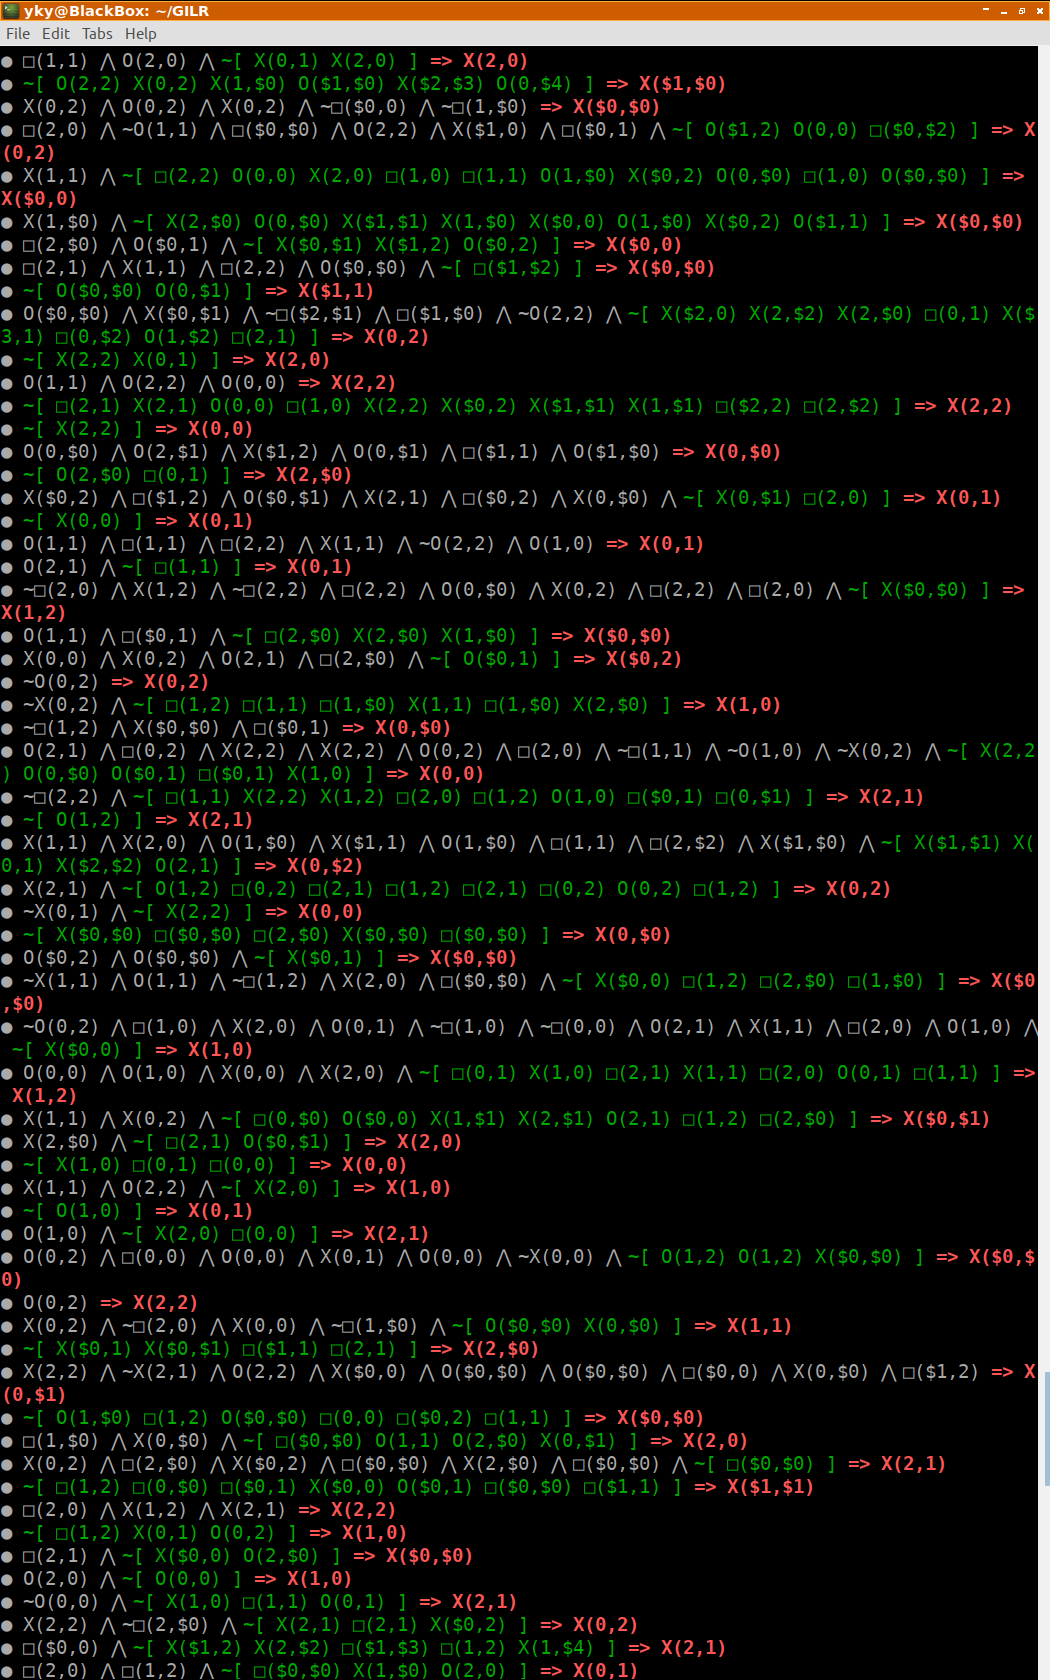 yky@BlackBox: ~/GILR
File Edit Tabs Help
● □(1,1) ⋀ O(2,0) ⋀ ~[ X(0,1) X(2,0) ] => X(2,0)
● ~[ O(2,2) X(0,2) X(1,$0) O($1,$0) X($2,$3) O(0,$4) ] => X($1,$0)
● X(0,2) ⋀ O(0,2) ⋀ X(0,2) ⋀ ~□($0,0) ⋀ ~□(1,$0) => X($0,$0)
● □(2,0) ⋀ ~O(1,1) ⋀ □($0,$0) ⋀ O(2,2) ⋀ X($1,0) ⋀ □($0,1) ⋀ ~[ O($1,2) O(0,0) □($0,$2) ] => X
(0,2)
● X(1,1) ⋀ ~[ □(2,2) O(0,0) X(2,0) □(1,0) □(1,1) O(1,$0) X($0,2) O(0,$0) □(1,0) O($0,$0) ] =>
X($0,0)
● X(1,$0) ⋀ ~[ X(2,$0) O(0,$0) X($1,$1) X(1,$0) X($0,0) O(1,$0) X($0,2) O($1,1) ] => X($0,$0)
● □(2,$0) ⋀ O($0,1) ⋀ ~[ X($0,$1) X($1,2) O($0,2) ] => X($0,0)
● □(2,1) ⋀ X(1,1) ⋀ □(2,2) ⋀ O($0,$0) ⋀ ~[ □($1,$2) ] => X($0,$0)
● ~[ O($0,$0) O(0,$1) ] => X($1,1)
● O($0,$0) ⋀ X($0,$1) ⋀ ~□($2,$1) ⋀ □($1,$0) ⋀ ~O(2,2) ⋀ ~[ X($2,0) X(2,$2) X(2,$0) □(0,1) X($
3,1) □(0,$2) O(1,$2) □(2,1) ] => X(0,2)
● ~[ X(2,2) X(0,1) ] => X(2,0)
● O(1,1) ⋀ O(2,2) ⋀ O(0,0) => X(2,2)
● ~[ □(2,1) X(2,1) O(0,0) □(1,0) X(2,2) X($0,2) X($1,$1) X(1,$1) □($2,2) □(2,$2) ] => X(2,2)
● ~[ X(2,2) ] => X(0,0)
● O(0,$0) ⋀ O(2,$1) ⋀ X($1,2) ⋀ O(0,$1) ⋀ □($1,1) ⋀ O($1,$0) => X(0,$0)
● ~[ O(2,$0) □(0,1) ] => X(2,$0)
● X($0,2) ⋀ □($1,2) ⋀ O($0,$1) ⋀ X(2,1) ⋀ □($0,2) ⋀ X(0,$0) ⋀ ~[ X(0,$1) □(2,0) ] => X(0,1)
● ~[ X(0,0) ] => X(0,1)
● O(1,1) ⋀ □(1,1) ⋀ □(2,2) ⋀ X(1,1) ⋀ ~O(2,2) ⋀ O(1,0) => X(0,1)
● O(2,1) ⋀ ~[ □(1,1) ] => X(0,1)
● ~□(2,0) ⋀ X(1,2) ⋀ ~□(2,2) ⋀ □(2,2) ⋀ O(0,$0) ⋀ X(0,2) ⋀ □(2,2) ⋀ □(2,0) ⋀ ~[ X($0,$0) ] =>
X(1,2)
● O(1,1) ⋀ □($0,1) ⋀ ~[ □(2,$0) X(2,$0) X(1,$0) ] => X($0,$0)
● X(0,0) ⋀ X(0,2) ⋀ O(2,1) ⋀ □(2,$0) ⋀ ~[ O($0,1) ] => X($0,2)
● ~O(0,2) => X(0,2)
● ~X(0,2) ⋀ ~[ □(1,2) □(1,1) □(1,$0) X(1,1) □(1,$0) X(2,$0) ] => X(1,0)
● ~□(1,2) ⋀ X($0,$0) ⋀ □($0,1) => X(0,$0)
● O(2,1) ⋀ □(0,2) ⋀ X(2,2) ⋀ X(2,2) ⋀ O(0,2) ⋀ □(2,0) ⋀ ~□(1,1) ⋀ ~O(1,0) ⋀ ~X(0,2) ⋀ ~[ X(2,2
) O(0,$0) O($0,1) □($0,1) X(1,0) ] => X(0,0)
● ~□(2,2) ⋀ ~[ □(1,1) X(2,2) X(1,2) □(2,0) □(1,2) O(1,0) □($0,1) □(0,$1) ] => X(2,1)
● ~[ O(1,2) ] => X(2,1)
● X(1,1) ⋀ X(2,0) ⋀ O(1,$0) ⋀ X($1,1) ⋀ O(1,$0) ⋀ □(1,1) ⋀ □(2,$2) ⋀ X($1,$0) ⋀ ~[ X($1,$1) X(
0,1) X($2,$2) O(2,1) ] => X(0,$2)
● X(2,1) ⋀ ~[ O(1,2) □(0,2) □(2,1) □(1,2) □(2,1) □(0,2) O(0,2) □(1,2) ] => X(0,2)
● ~X(0,1) ⋀ ~[ X(2,2) ] => X(0,0)
● ~[ X($0,$0) □($0,$0) □(2,$0) X($0,$0) □($0,$0) ] => X(0,$0)
● O($0,2) ⋀ O($0,$0) ⋀ ~[ X($0,1) ] => X($0,$0)
● ~X(1,1) ⋀ O(1,1) ⋀ ~□(1,2) ⋀ X(2,0) ⋀ □($0,$0) ⋀ ~[ X($0,0) □(1,2) □(2,$0) □(1,$0) ] => X($0
,$0)
● ~O(0,2) ⋀ □(1,0) ⋀ X(2,0) ⋀ O(0,1) ⋀ ~□(1,0) ⋀ ~□(0,0) ⋀ O(2,1) ⋀ X(1,1) ⋀ □(2,0) ⋀ O(1,0) ⋀
~[ X($0,0) ] => X(1,0)
● O(0,0) ⋀ O(1,0) ⋀ X(0,0) ⋀ X(2,0) ⋀ ~[ □(0,1) X(1,0) □(2,1) X(1,1) □(2,0) O(0,1) □(1,1) ] =>
X(1,2)
● X(1,1) ⋀ X(0,2) ⋀ ~[ □(0,$0) O($0,0) X(1,$1) X(2,$1) O(2,1) □(1,2) □(2,$0) ] => X($0,$1)
● X(2,$0) ⋀ ~[ □(2,1) O($0,$1) ] => X(2,0)
● ~[ X(1,0) □(0,1) □(0,0) ] => X(0,0)
● X(1,1) ⋀ O(2,2) ⋀ ~[ X(2,0) ] => X(1,0)
● ~[ O(1,0) ] => X(0,1)
● O(1,0) ⋀ ~[ X(2,0) □(0,0) ] => X(2,1)
● O(0,2) ⋀ □(0,0) ⋀ O(0,0) ⋀ X(0,1) ⋀ O(0,0) ⋀ ~X(0,0) ⋀ ~[ O(1,2) O(1,2) X($0,$0) ] => X($0,$
0)
● O(0,2) => X(2,2)
● X(0,2) ⋀ ~□(2,0) ⋀ X(0,0) ⋀ ~□(1,$0) ⋀ ~[ O($0,$0) X(0,$0) ] => X(1,1)
● ~[ X($0,1) X($0,$1) □($1,1) □(2,1) ] => X(2,$0)
● X(2,2) ⋀ ~X(2,1) ⋀ O(2,2) ⋀ X($0,0) ⋀ O($0,$0) ⋀ O($0,$0) ⋀ □($0,0) ⋀ X(0,$0) ⋀ □($1,2) => X
(0,$1)
● ~[ O(1,$0) □(1,2) O($0,$0) □(0,0) □($0,2) □(1,1) ] => X($0,$0)
● □(1,$0) ⋀ X(0,$0) ⋀ ~[ □($0,$0) O(1,1) O(2,$0) X(0,$1) ] => X(2,0)
● X(0,2) ⋀ □(2,$0) ⋀ X($0,2) ⋀ □($0,$0) ⋀ X(2,$0) ⋀ □($0,$0) ⋀ ~[ □($0,$0) ] => X(2,1)
● ~[ □(1,2) □(0,$0) □($0,1) X($0,0) O($0,1) □($0,$0) □($1,1) ] => X($1,$1)
● □(2,0) ⋀ X(1,2) ⋀ X(2,1) => X(2,2)
● ~[ □(1,2) X(0,1) O(0,2) ] => X(1,0)
● □(2,1) ⋀ ~[ X($0,0) O(2,$0) ] => X($0,$0)
● O(2,0) ⋀ ~[ O(0,0) ] => X(1,0)
● ~O(0,0) ⋀ ~[ X(1,0) □(1,1) O(0,1) ] => X(2,1)
● X(2,2) ⋀ ~□(2,$0) ⋀ ~[ X(2,1) □(2,1) X($0,2) ] => X(0,2)
● □($0,0) ⋀ ~[ X($1,2) X(2,$2) □($1,$3) □(1,2) X(1,$4) ] => X(2,1)
● □(2,0) ⋀ □(1,2) ⋀ ~[ □($0,$0) X(1,$0) O(2,0) ] => X(0,1)